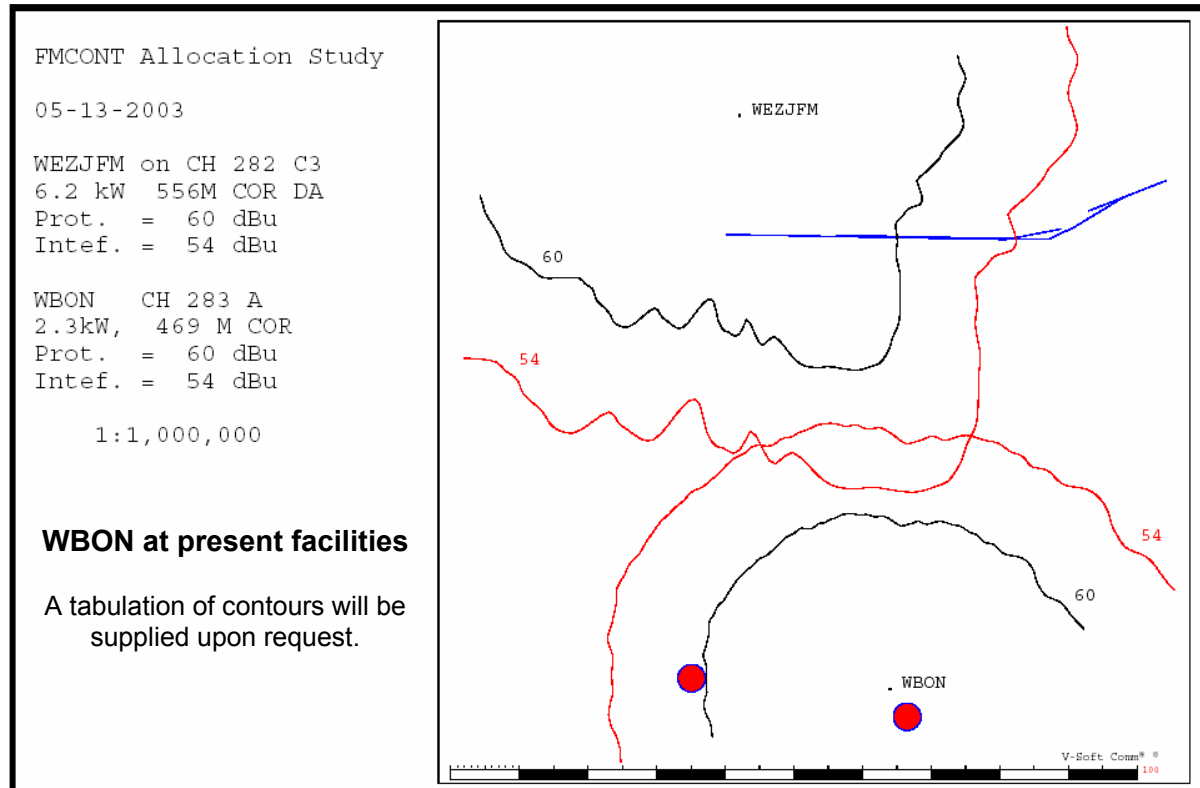 FMCONT Allocation Study
05-13-2003
WEZJFM on CH 282 C3
6.2 kW 556M COR DA
Prot. = 60 dBu
Intef. = 54 dBu
WBON CH 283 A
2.3kW, 469 M COR
Prot. = 60 dBu
Intef. = 54 dBu
1:1,000,000
WBON at present facilities
A tabulation of contours will be
supplied upon request.
WEZJFM
60
54
54
60
WBON
V-Soft Comm® ®
100